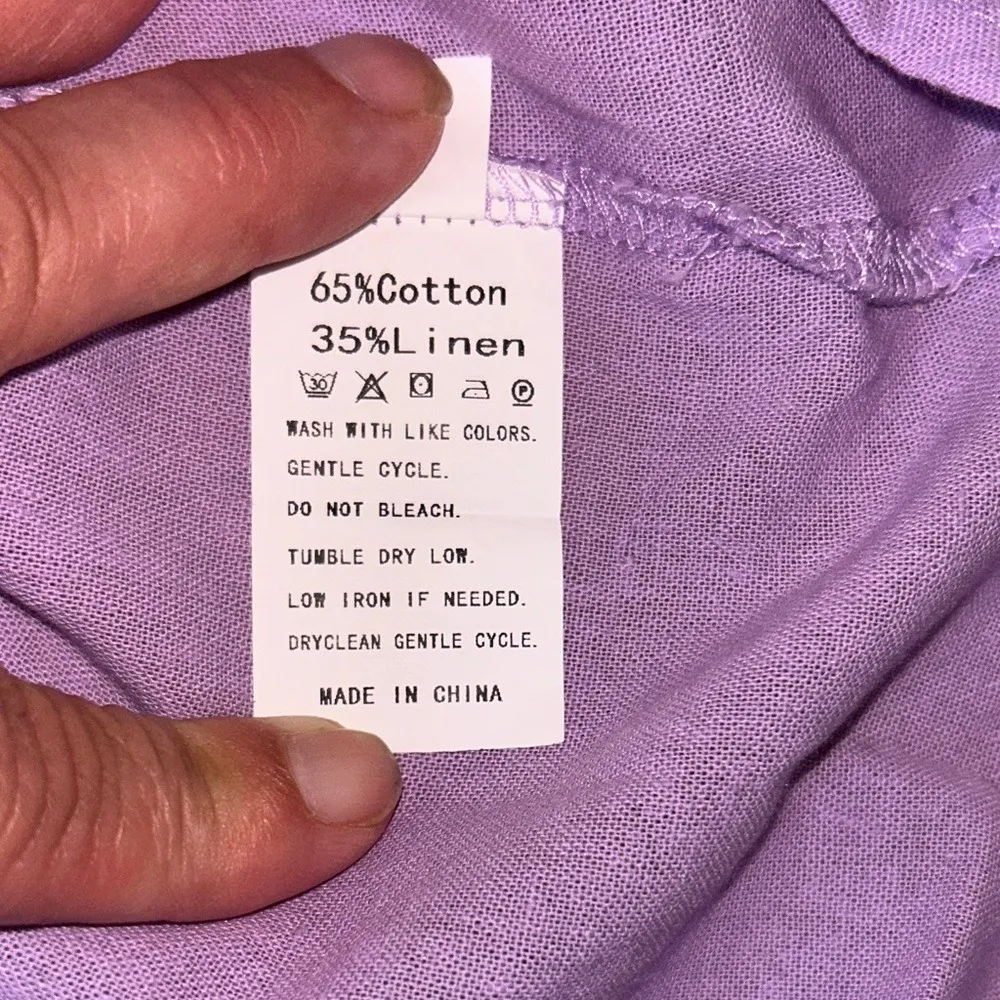 65%Cotton
35%Linen
30 P
WASH WITH LIKE COLORS.
GENTLE CYCLE.
DO NOT BLEACH.
TUMBLE DRY LOW.
LOW IRON IF NEEDED.
DRYCLEAN GENTLE CYCLE.
MADE IN CHINA